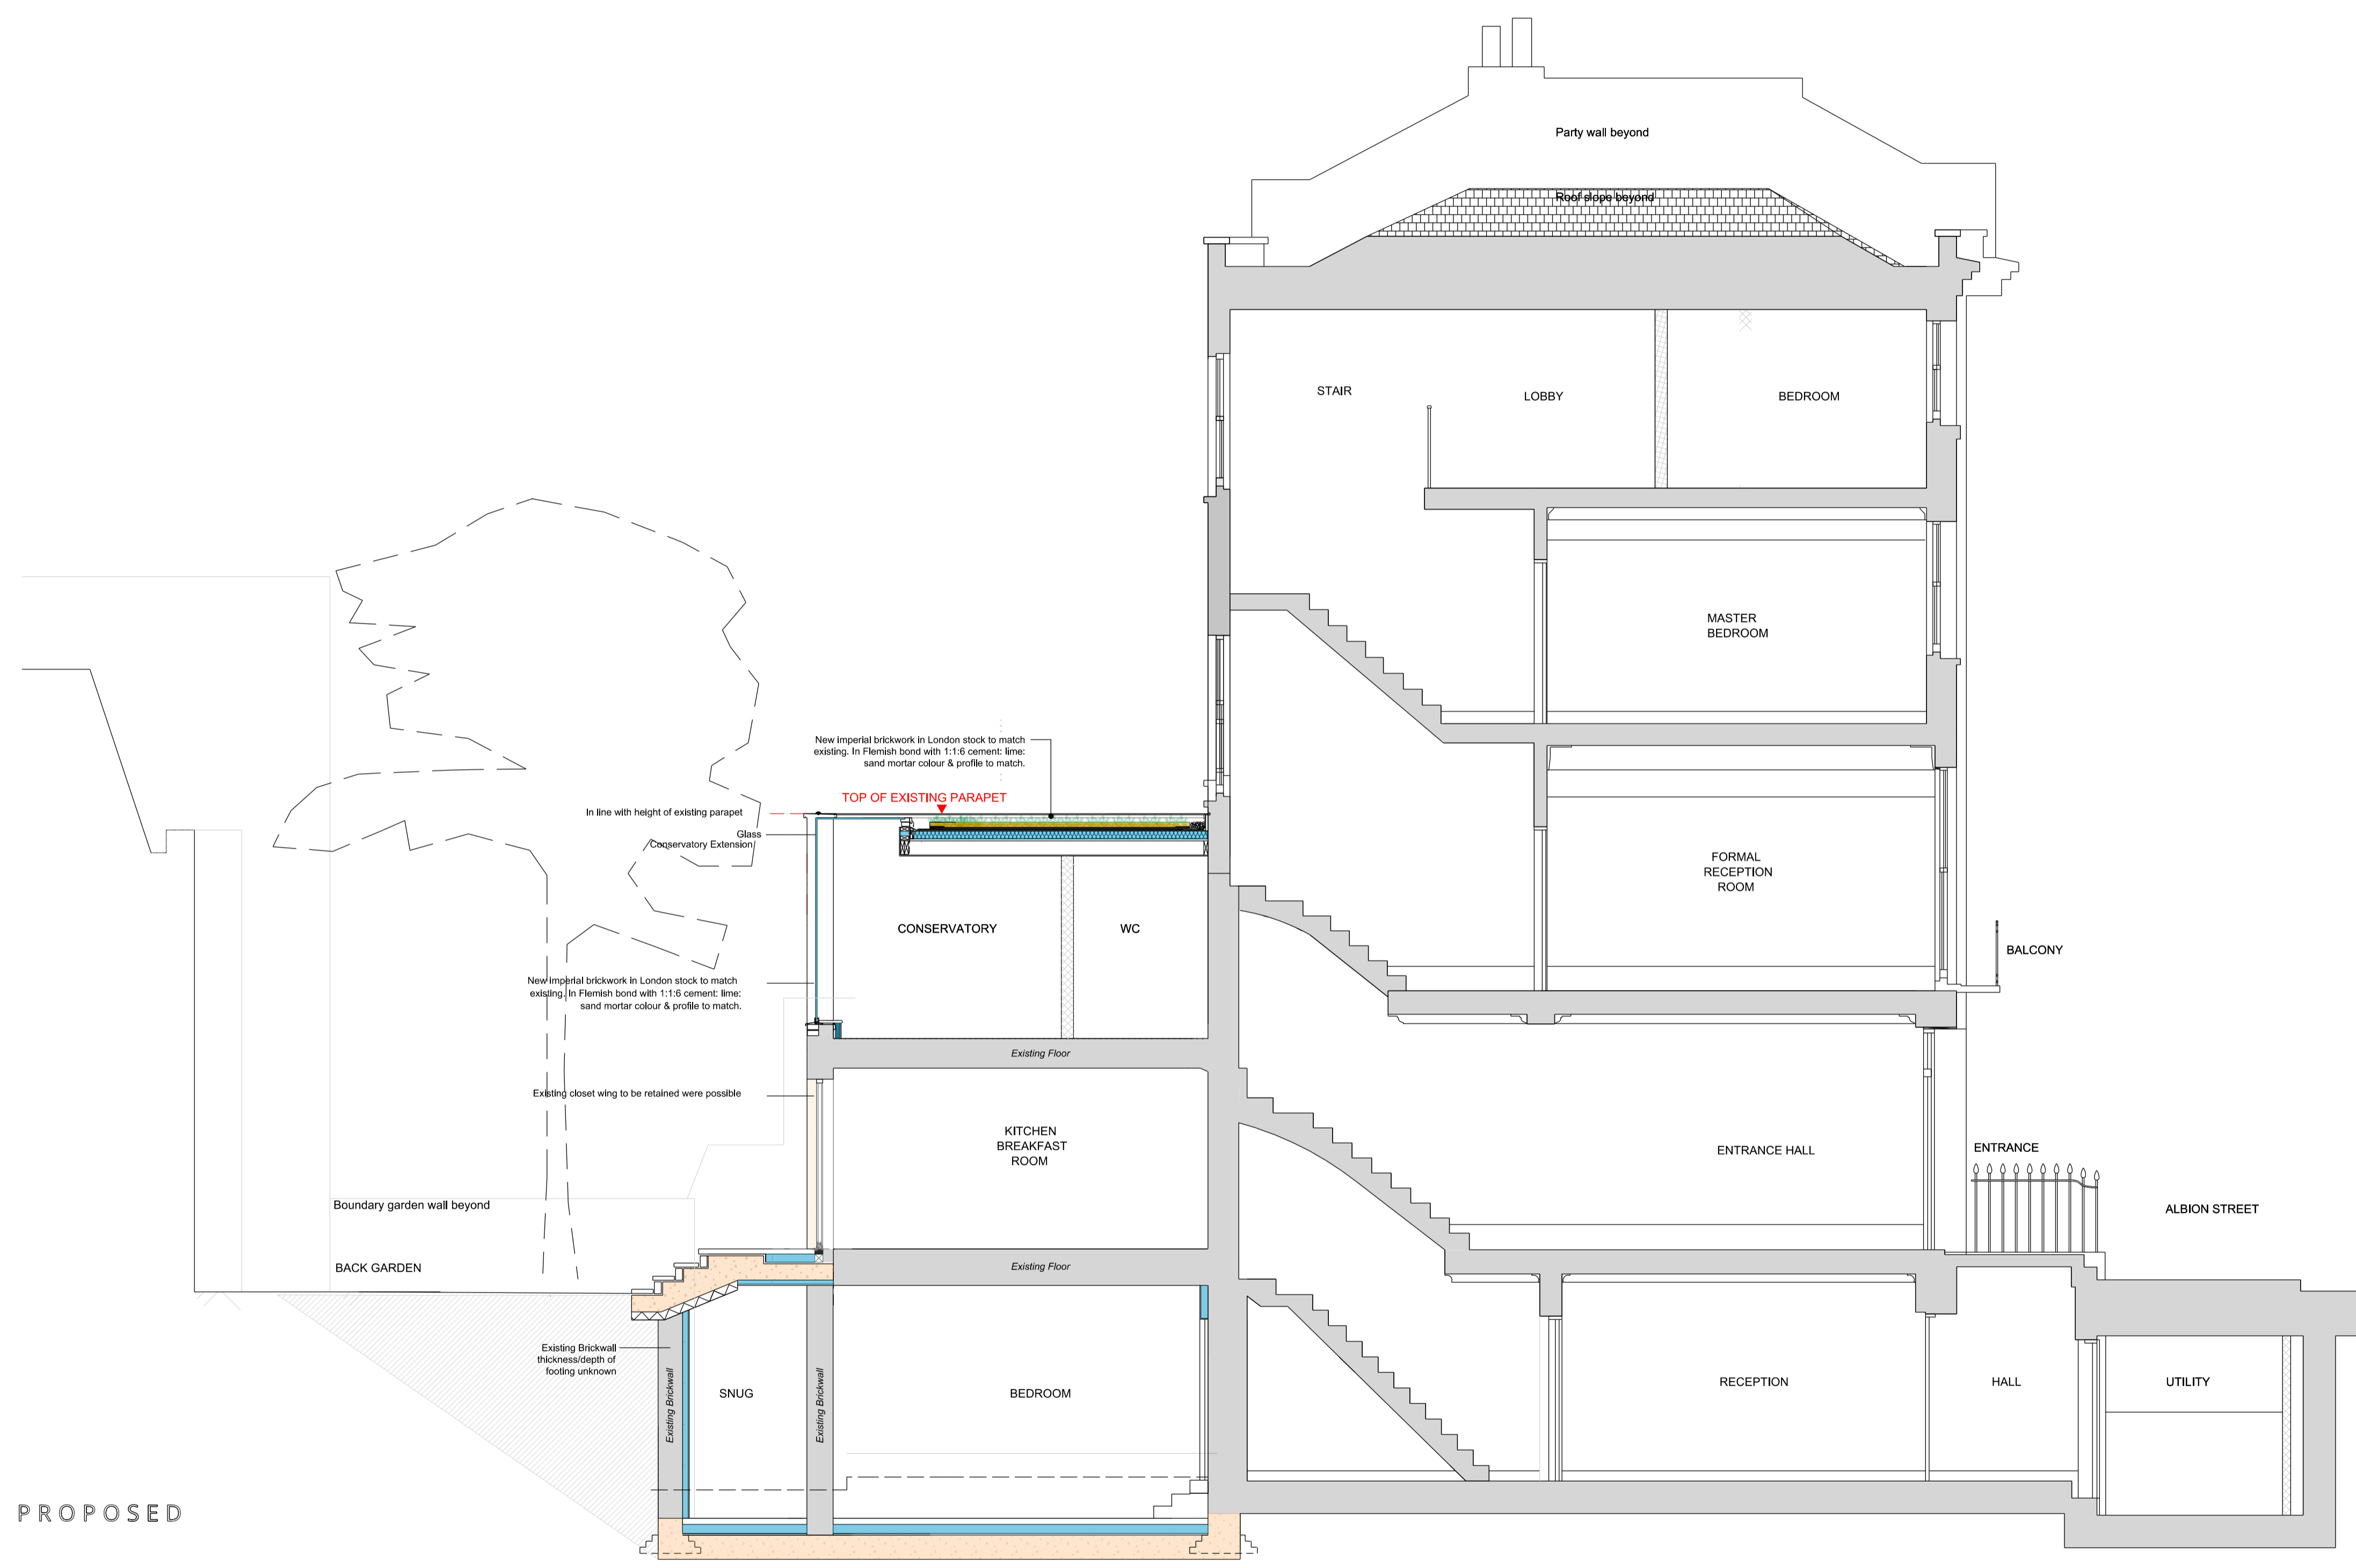 Party wall beyond
Roof slope beyond
STAIR
LOBBY
BEDROOM
MASTER
BEDROOM
New imperial brickwork in London stock to match
existing. In Flemish bond with 1:1:6 cement: lime:
sand mortar colour & profile to match.
TOP OF EXISTING PARAPET
In line with height of existing parapet
Glass
Conservatory Extension
FORMAL
RECEPTION
ROOM
CONSERVATORY
WC
BALCONY
New imperial brickwork in London stock to match
existing. In Flemish bond with 1:1:6 cement: lime:
sand mortar colour & profile to match.
Existing Floor
Existing closet wing to be retained were possible
KITCHEN
BREAKFAST
ROOM
ENTRANCE HALL
ENTRANCE
Boundary garden wall beyond
ALBION STREET
BACK GARDEN
Existing Floor
Existing Brickwall
thickness/depth of
footing unknown
Existing Brickwall
SNUG
Existing Brickwall
BEDROOM
RECEPTION
HALL
UTILITY
PROPOSED